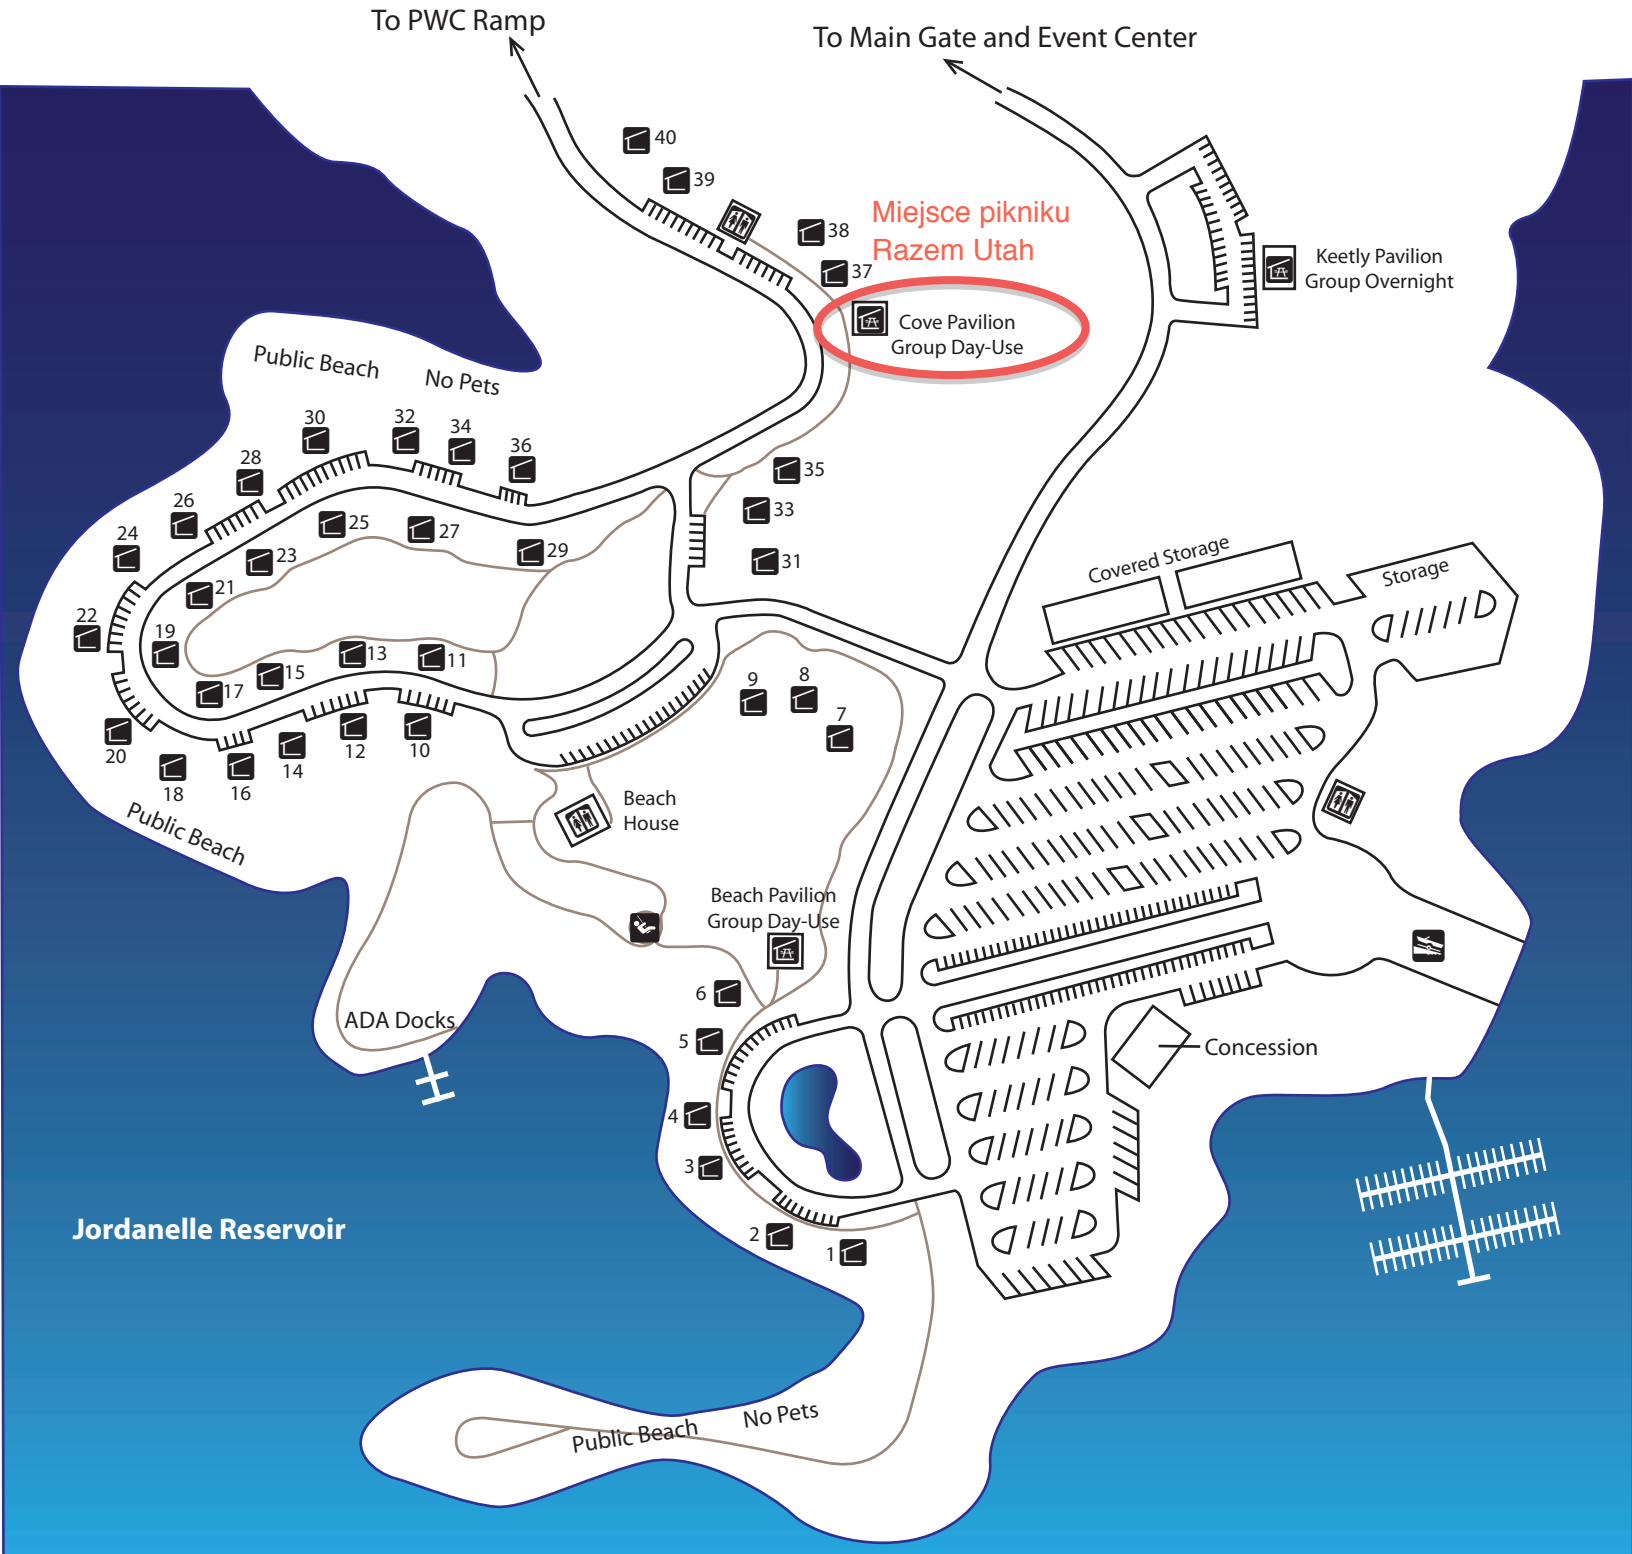 To PWC Ramp
To Main Gate and Event Center
40
39
38
37
Miejsce pikniku
Razem Utah
Keetly Pavilion
Group Overnight
Cove Pavilion
Group Day-Use
Public Beach
No Pets
30
32
34
36
28
26
24
22
20
18
16
14
12
10
25
27
29
23
21
19
17
15
13
11
35
33
31
Covered Storage
Storage
9
8
7
Public Beach
Beach
House
Beach Pavilion
Group Day-Use
6
5
4
3
2
1
ADA Docks
Concession
Jordanelle Reservoir
Public Beach
No Pets